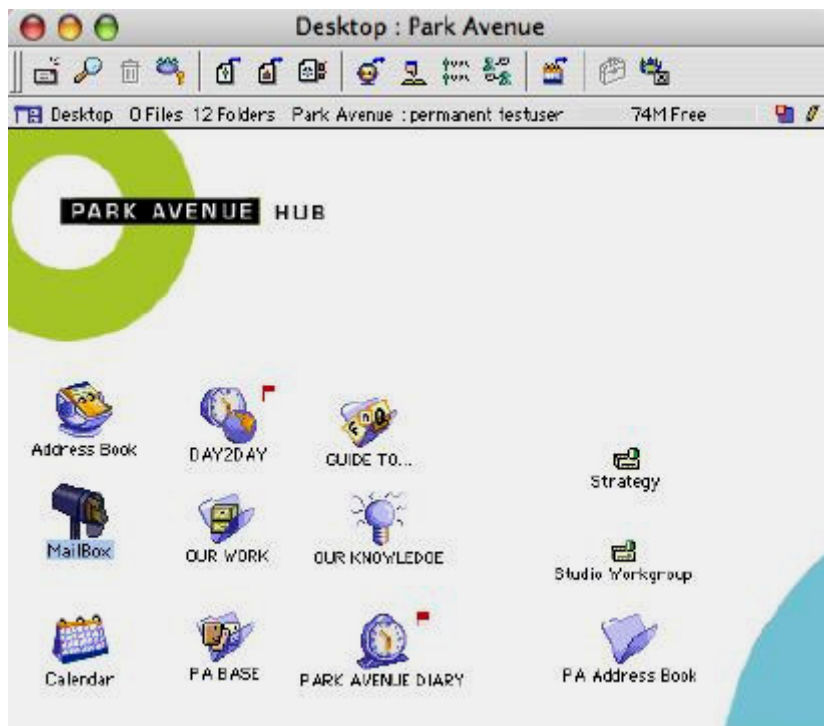 Desktop : Park Avenue
Desktop 0 Files 12 Folders Park Avenue : permanent testuser 74M Free
PARK AVENUE HUB
Address Book
DAY2DAY
FAQ
GUIDE TO...
Strategy
MailBox
OUR WORK
OUR KNOWLEDGE
Studio Workgroup
Calendar
PA BASE
PARK AVENUE DIARY
PA Address Book